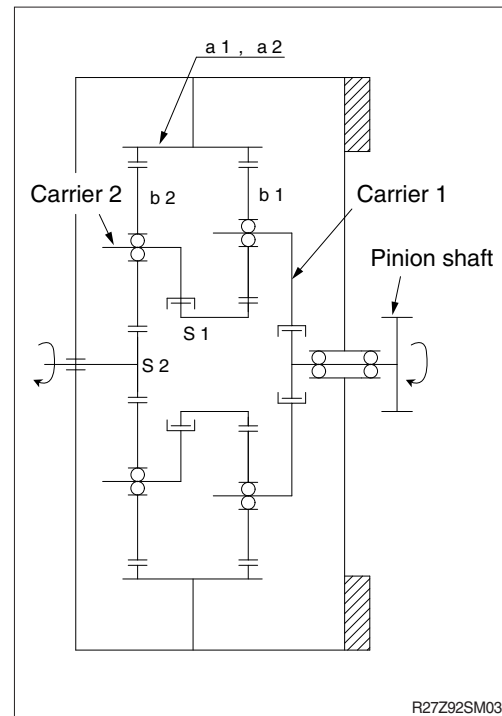 a 1 , a 2
b 2
b 1
Carrier 2
Carrier 1
Pinion shaft
S 1
S 2
R27Z92SM03